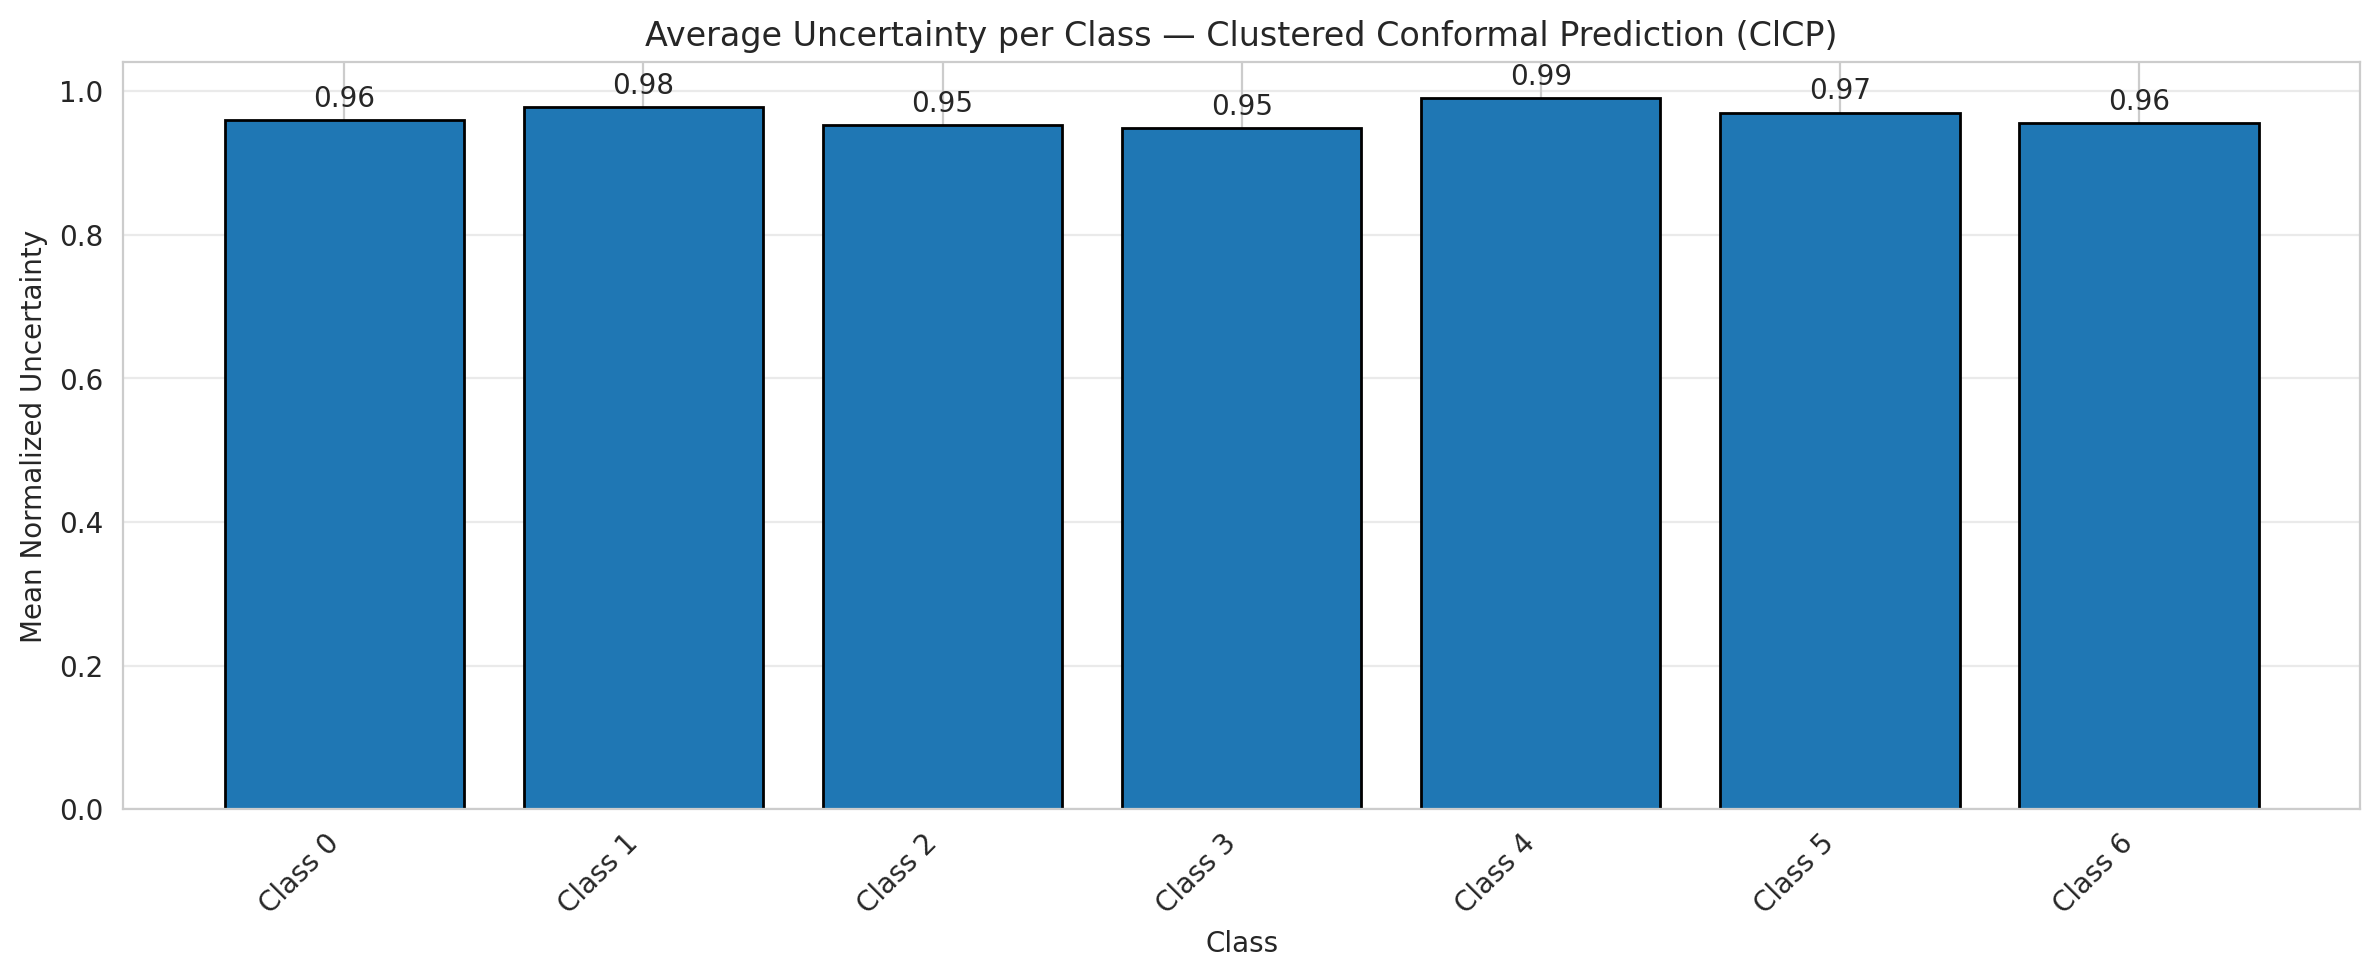 Average Uncertainty per Class — Clustered Conformal Prediction (ClCP)
Mean Normalized Uncertainty
1.0
0.8
0.6
0.4
0.2
0.0
0.96
0.98
0.95
0.95
0.99
0.97
0.96
Class 0
Class 1
Class 2
Class 3
Class 4
Class 5
Class 6
Class